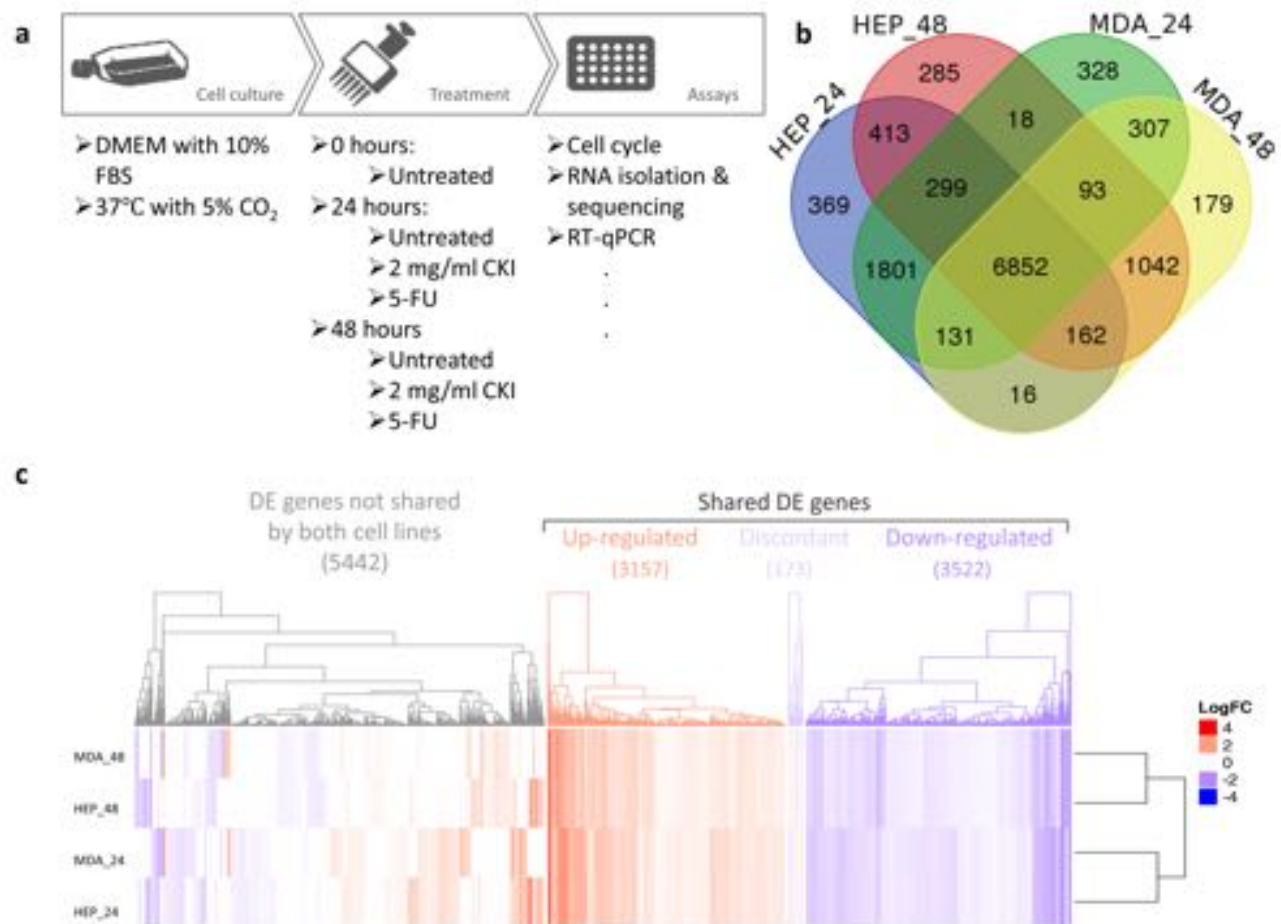 a
Cell culture
Treatment
Assays
➢DMEM with 10%
FBS
➢37°C with 5% CO₂
➢0 hours:
➢Untreated
➢24 hours:
➢Untreated
➢2 mg/ml CKI
➢5-FU
➢48 hours
➢Untreated
➢2 mg/ml CKI
➢5-FU
➢Cell cycle
➢RNA isolation &
sequencing
➢RT-qPCR
.
.
.
b
HEP_48
MDA_24
HEP_24
MDA_48
285
328
413
18
307
369
299
93
179
1801
6852
1042
131
162
16
c
DE genes not shared
by both cell lines
(5442)
Shared DE genes
Up-regulated
(3157)
Discordant
(173)
Down-regulated
(3522)
MDA_48
HEP_48
MDA_24
HEP_24
LogFC
4
2
0
-2
-4